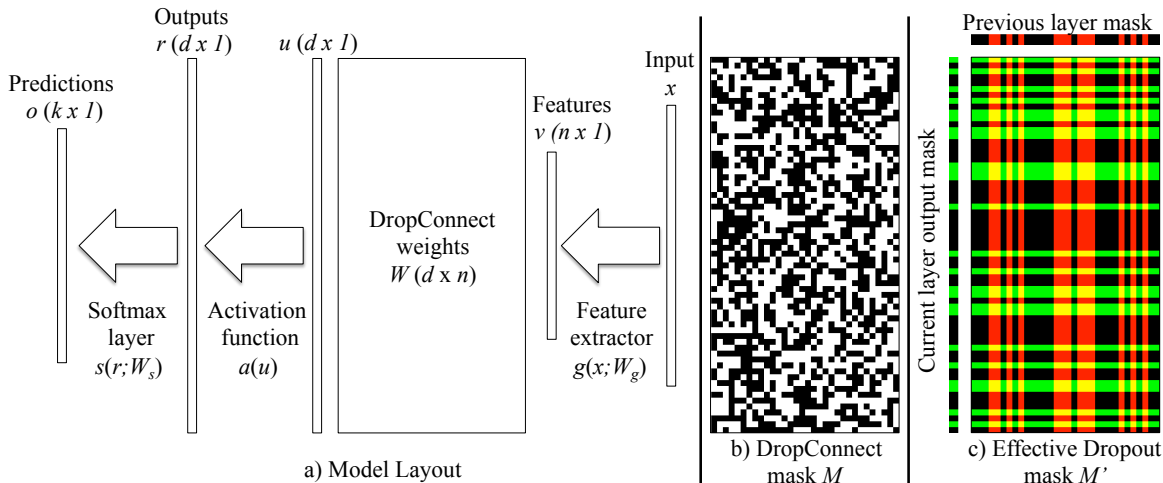 Predictions
o (k x 1)
Outputs
r (d x 1)
u (d x 1)
DropConnect
weights
W (d x n)
Features
v (n x 1)
Input
x
Softmax
layer
s(r;Ws)
Activation
function
a(u)
Feature
extractor
g(x;Wg)
a) Model Layout
b) DropConnect
mask M
Previous layer mask
Current layer output mask
c) Effective Dropout
mask M’